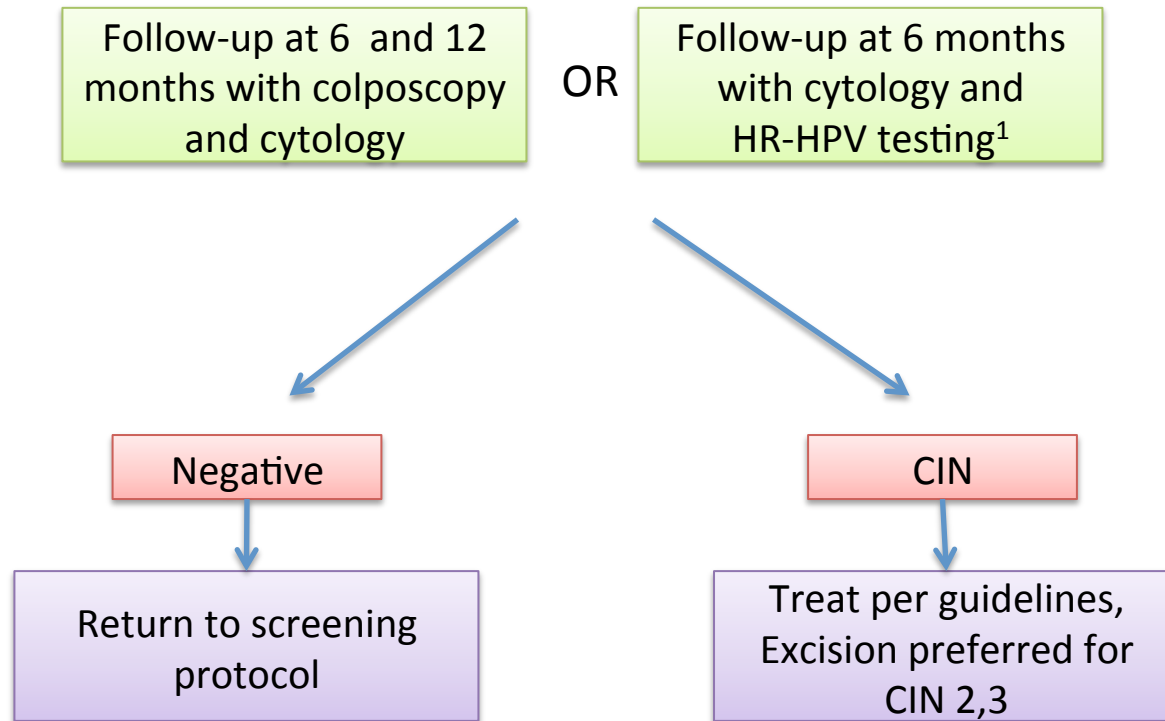 Follow-up at 6 and 12
months with colposcopy
and cytology
OR
Follow-up at 6 months
with cytology and
HR-HPV testing¹
Negative
CIN
Return to screening
protocol
Treat per guidelines,
Excision preferred for
CIN 2,3